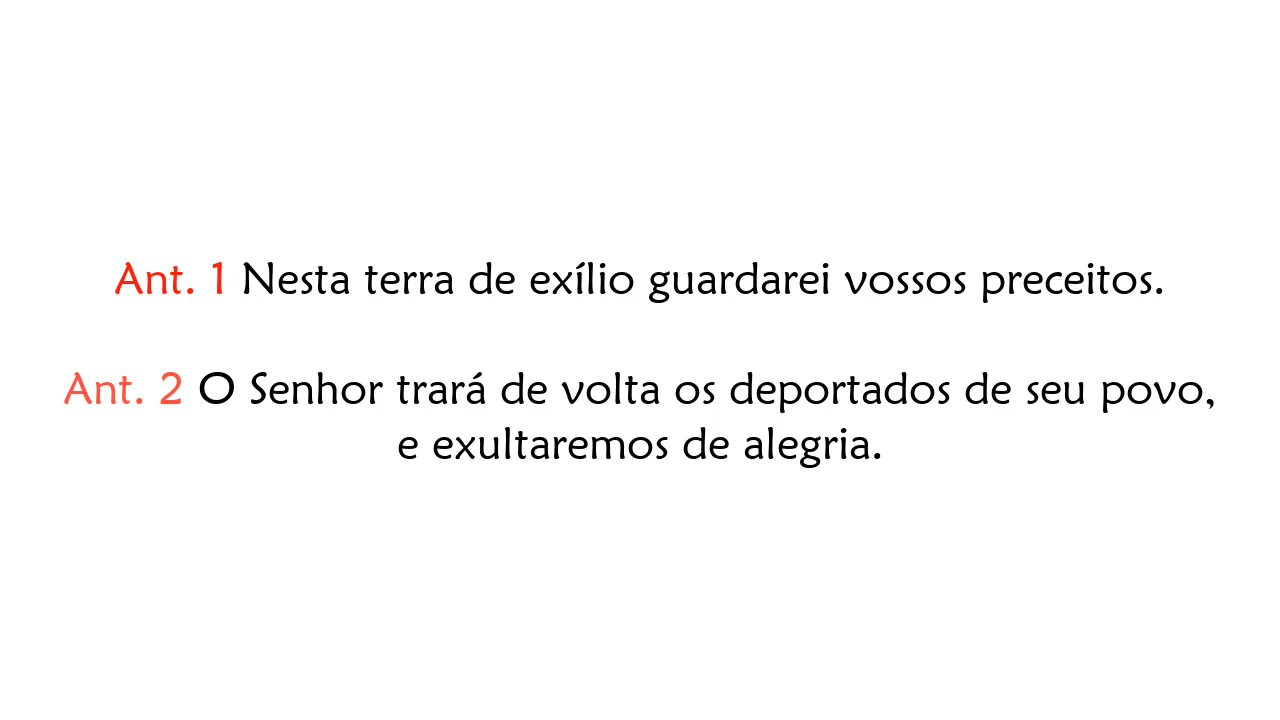 Ant. 1 Nesta terra de exílio guardarei vossos preceitos.
Ant. 2 O Senhor trará de volta os deportados de seu povo,
e exultaremos de alegria.